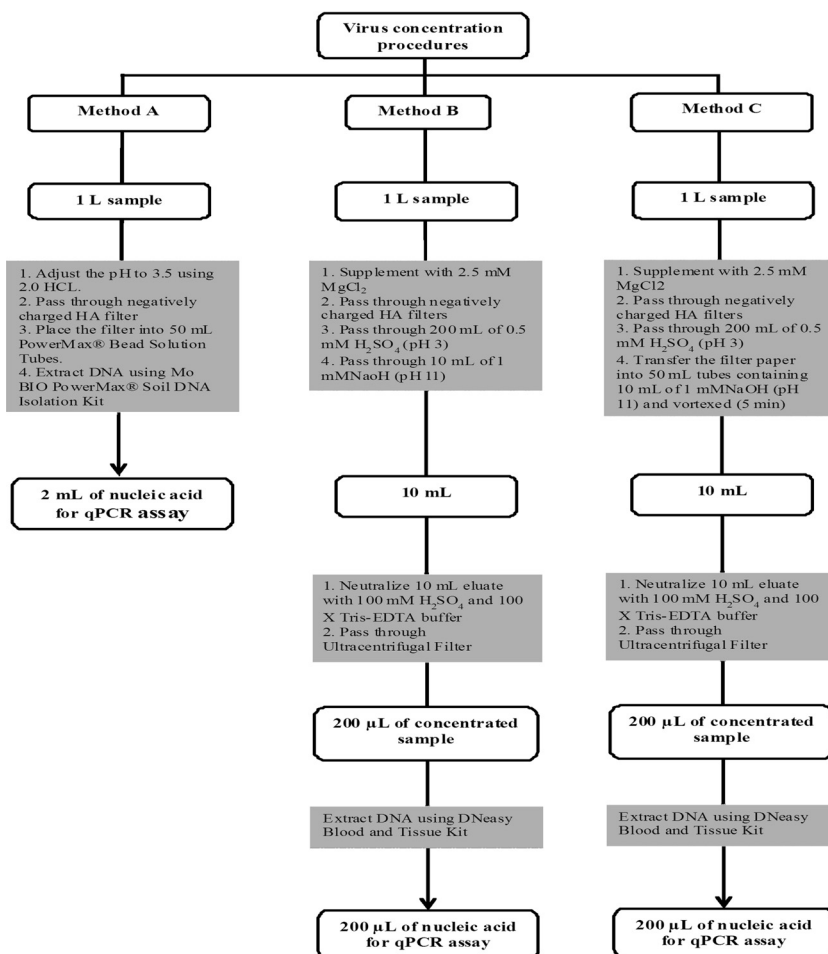 Virus concentration
procedures
Method A
1 L sample
1. Adjust the pH to 3.5 using
2.0 HCL.
2. Pass through negatively
charged HA filter
3. Place the filter into 50 mL
PowerMax® Bead Solution
Tubes.
4. Extract DNA using Mo
BIO PowerMax® Soil DNA
Isolation Kit
2 mL of nucleic acid
for qPCR assay
Method B
1 L sample
1. Supplement with 2.5 mM
MgCl₂
2. Pass through negatively
charged HA filters
3. Pass through 200 mL of 0.5
mM H₂SO₄ (pH 3)
4. Pass through 10 mL of 1
mMNaoH (pH 11)
10 mL
1. Neutralize 10 mL eluate
with 100 mM H₂SO₄ and 100
X Tris-EDTA buffer
2. Pass through
Ultracentrifugal Filter
200 µL of concentrated
sample
Extract DNA using DNeasy
Blood and Tissue Kit
200 µL of nucleic acid
for qPCR assay
Method C
1 L sample
1. Supplement with 2.5 mM
MgCl2
2. Pass through negatively
charged HA filters
3. Pass through 200 mL of 0.5
mM H₂SO₄ (pH 3)
4. Transfer the filter paper
into 50 mL tubes containing
10 mL of 1 mMNaOH (pH
11) and vortexed (5 min)
10 mL
1. Neutralize 10 mL eluate
with 100 mM H₂SO₄ and 100
X Tris-EDTA buffer
2. Pass through
Ultracentrifugal Filter
200 µL of concentrated
sample
Extract DNA using DNeasy
Blood and Tissue Kit
200 µL of nucleic acid
for qPCR assay